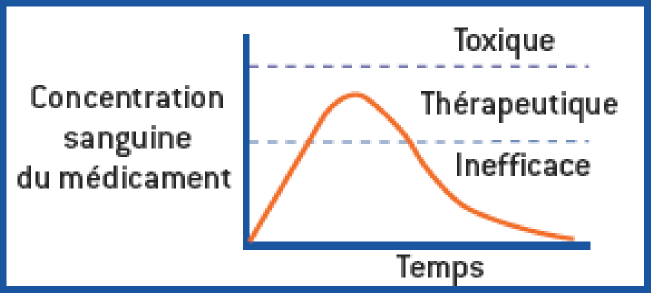 Toxique
Concentration
sanguine
du médicament
Thérapeutique
Inefficace
Temps